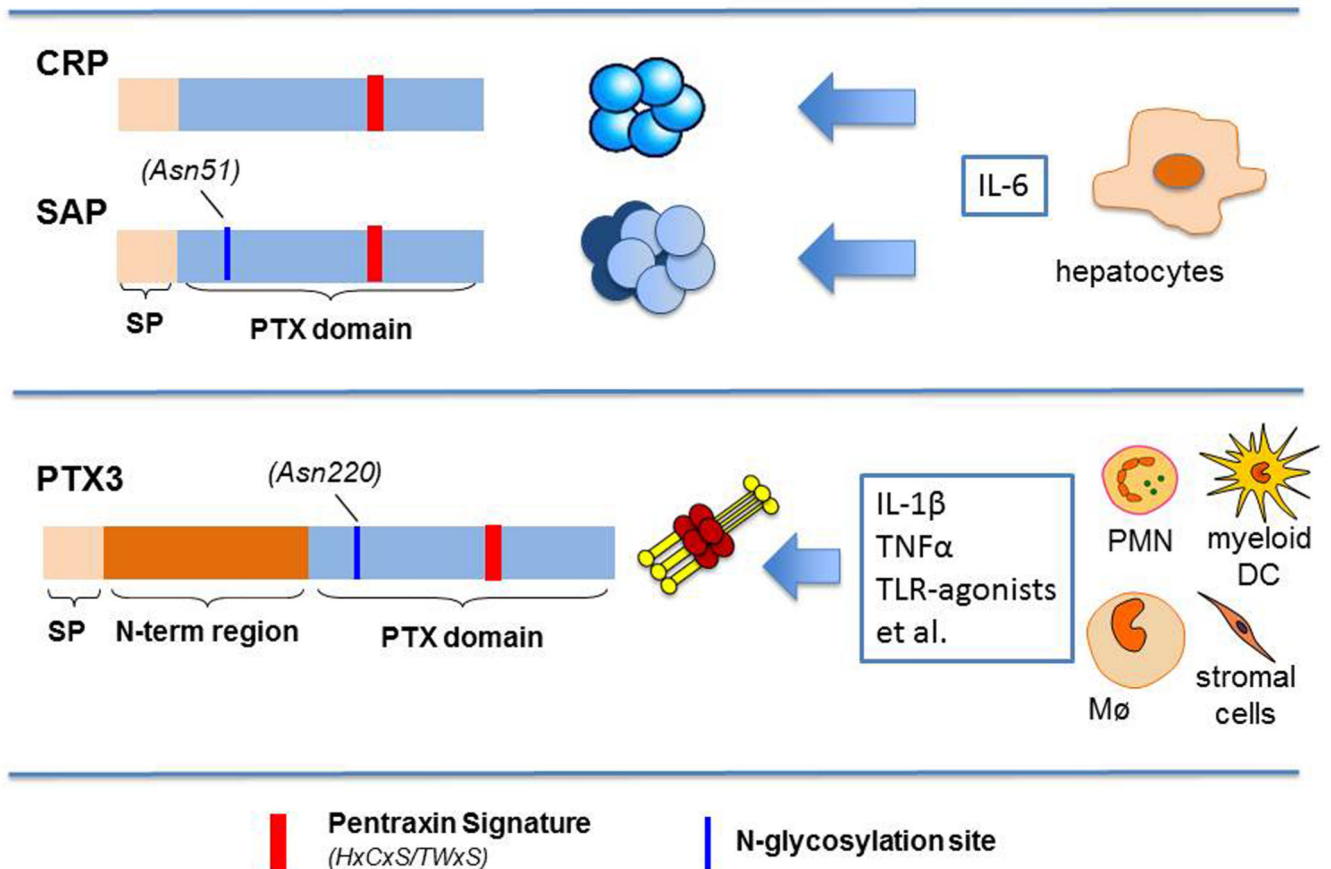 CRP
(Asn51)
SAP
SP
PTX domain
IL-6
hepatocytes
PTX3
(Asn220)
SP
N-term region
PTX domain
IL-1β
TNFα
TLR-agonists
et al.
PMN
myeloid
DC
Mø
stromal
cells
Pentraxin Signature
(HxCxS/TWxS)
N-glycosylation site